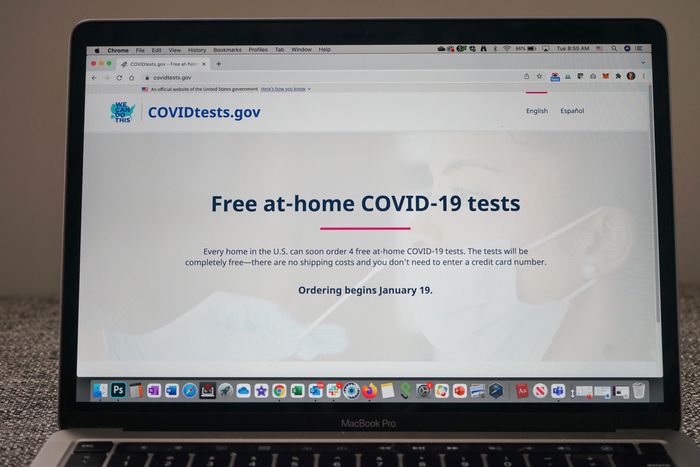 Chrome File Edit View History Bookmarks Profiles Tab Window Help
96% Tue 8:55 AM
COVIDtests.gov - Free at-hom
covidtests.gov
An official website of the United States government Here's how you know
WE CAN DO THIS
COVIDtests.gov
English Español
Free at-home COVID-19 tests
Every home in the U.S. can soon order 4 free at-home COVID-19 tests. The tests will be
completely free—there are no shipping costs and you don't need to enter a credit card number.
Ordering begins January 19.
Ps
Aa
MacBook Pro